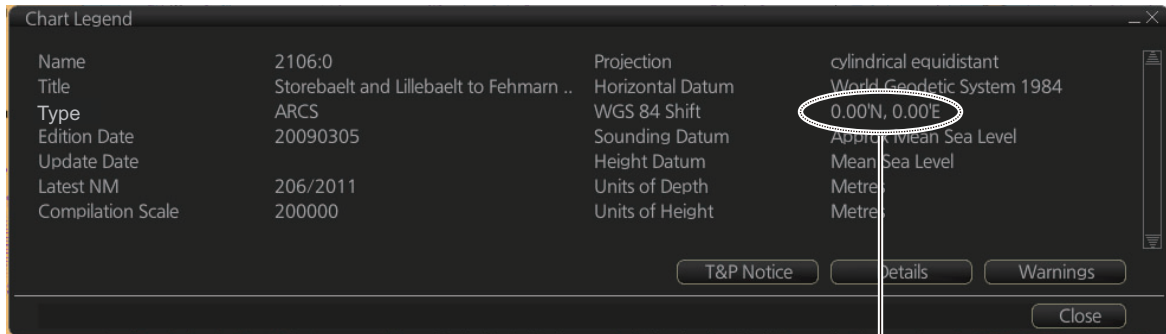 Chart Legend
Name 2106:0 Projection cylindrical equidistant
Title Storebaelt and Lillebaelt to Fehmarn .. Horizontal Datum World Geodetic System 1984
Type ARCS WGS 84 Shift 0.00'N, 0.00'E
Edition Date 20090305 Sounding Datum Approx Mean Sea Level
Update Date Height Datum Mean Sea Level
Latest NM 206/2011 Units of Depth Metres
Compilation Scale 200000 Units of Height Metres
T&P Notice Details Warnings
Close